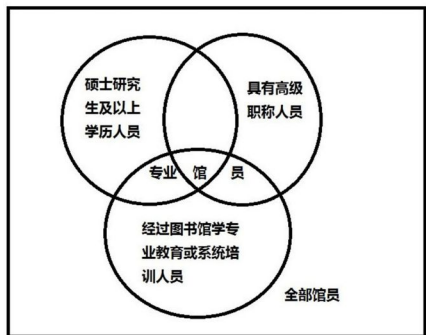 硕士研究
生及以上
学历人员
具有高级
职称人员
专业 馆 员
经过图书馆学专
业教育或系统培
训人员
全部馆员